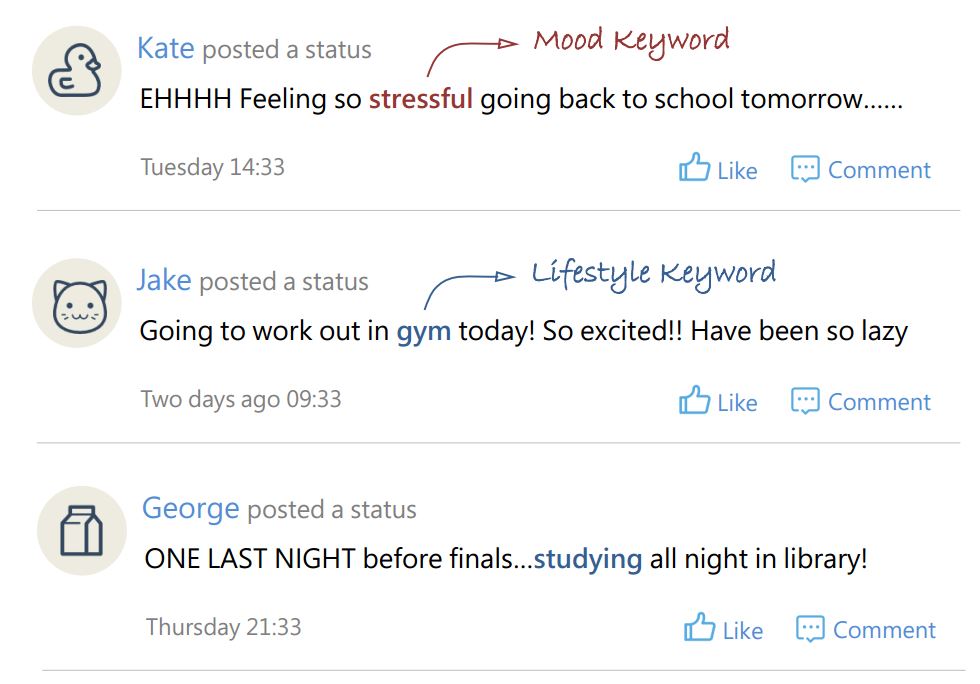 Kate posted a status
Mood Keyword
EHHHH Feeling so stressful going back to school tomorrow......
Tuesday 14:33
Like
Comment
Jake posted a status
Lifestyle Keyword
Going to work out in gym today! So excited!! Have been so lazy
Two days ago 09:33
Like
Comment
George posted a status
ONE LAST NIGHT before finals...studying all night in library!
Thursday 21:33
Like
Comment